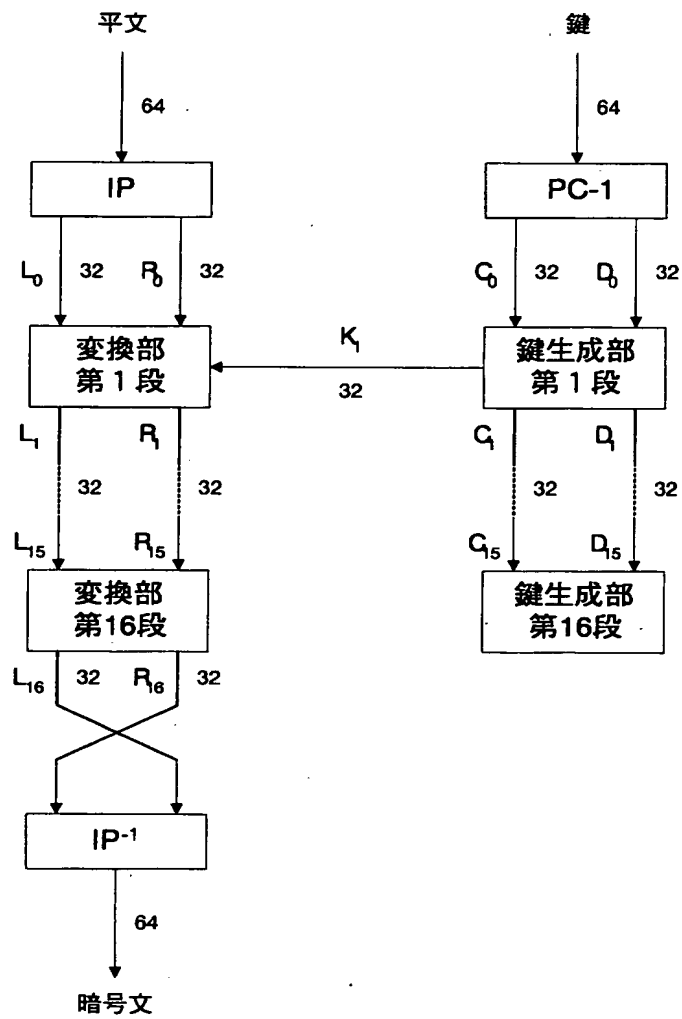 平文
鍵
64
64
IP
PC-1
L₀ 32 R₀ 32
C₀ 32 D₀ 32
変換部
第1段
K₁
32
鍵生成部
第1段
L₁ 32 R₁ 32
C₁ 32 D₁ 32
L₁₅ R₁₅
C₁₅ D₁₅
変換部
第16段
鍵生成部
第16段
L₁₆ 32 R₁₆ 32
IP⁻¹
64
暗号文